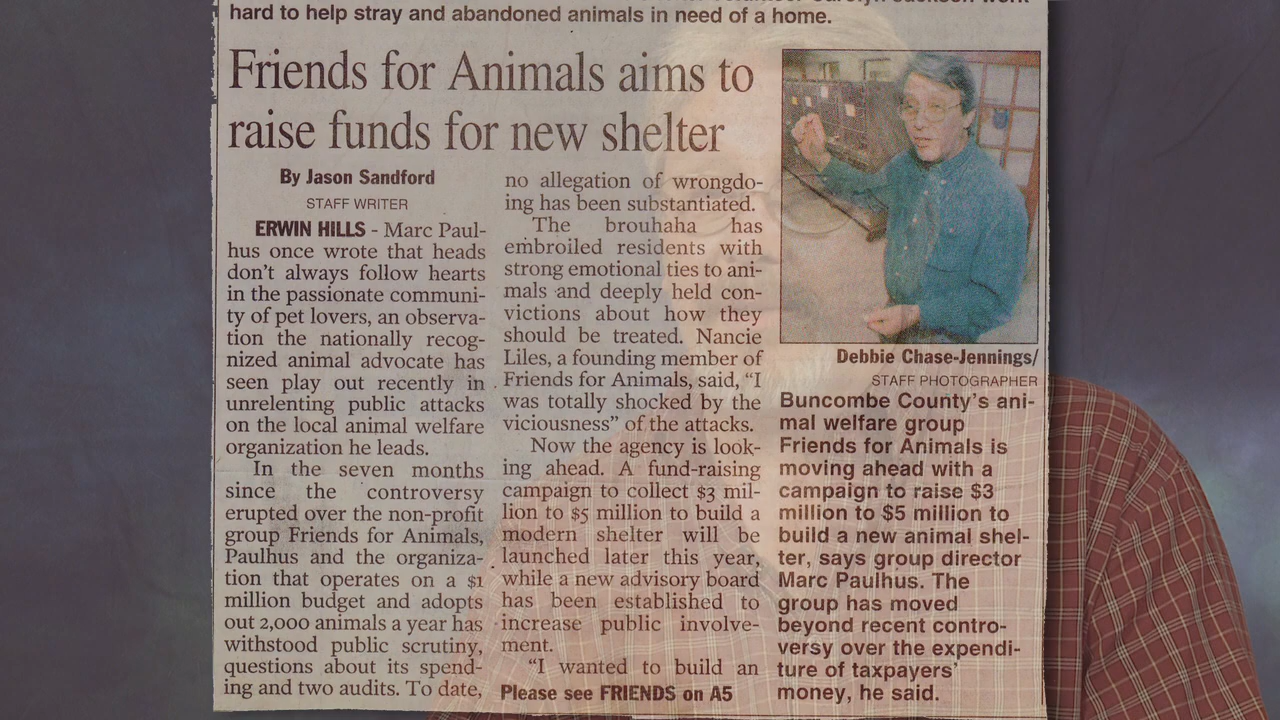 hard to help stray and abandoned animals in need of a home.
Friends for Animals aims to
raise funds for new shelter
By Jason Sandford
STAFF WRITER
ERWIN HILLS - Marc Paul-
hus once wrote that heads
don't always follow hearts
in the passionate communi-
ty of pet lovers, an observa-
tion the nationally recog-
nized animal advocate has
seen play out recently in
unrelenting public attacks
on the local animal welfare
organization he leads.
In the seven months
since the controversy
erupted over the non-profit
group Friends for Animals,
Paulhus and the organiza-
tion that operates on a $1
million budget and adopts
out 2,000 animals a year has
withstood public scrutiny,
questions about its spend-
ing and two audits. To date,
no allegation of wrongdo-
ing has been substantiated.
The brouhaha has
embroiled residents with
strong emotional ties to ani-
mals and deeply held con-
victions about how they
should be treated. Nancie
Liles, a founding member of
Friends for Animals, said, "I
was totally shocked by the
viciousness" of the attacks.
Now the agency is look-
ing ahead. A fund-raising
campaign to collect $3 mil-
lion to $5 million to build a
modern shelter will be
launched later this year,
while a new advisory board
has been established to
increase public involve-
ment.
"I wanted to build an
Please see FRIENDS on A5
Debbie Chase-Jennings/
STAFF PHOTOGRAPHER
Buncombe County's ani-
mal welfare group
Friends for Animals is
moving ahead with a
campaign to raise $3
million to $5 million to
build a new animal shel-
ter, says group director
Marc Paulhus. The
group has moved
beyond recent contro-
versy over the expendi-
ture of taxpayers'
money, he said.